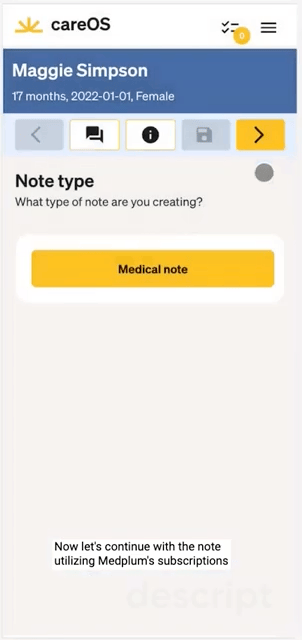 careOS
0
Maggie Simpson
17 months, 2022-01-01, Female
Note type
What type of note are you creating?
Medical note
Now let's continue with the note
utilizing Medplum's subscriptions
descript